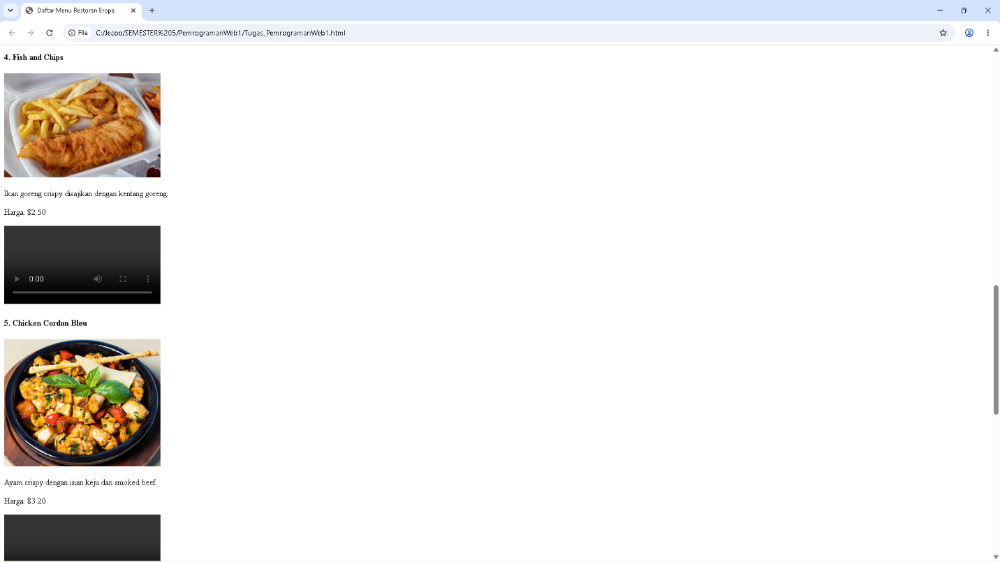 Daftar Menu Restoran Eropa
File C:/Jecoo/SEMESTER%205/PemrogramanWeb1/Tugas_PemrogramanWeb1.html
4. Fish and Chips
Ikan goreng crispy disajikan dengan kentang goreng.
Harga: $2.50
0:00
5. Chicken Cordon Bleu
Ayam crispy dengan isian keju dan smoked beef.
Harga: $3.20